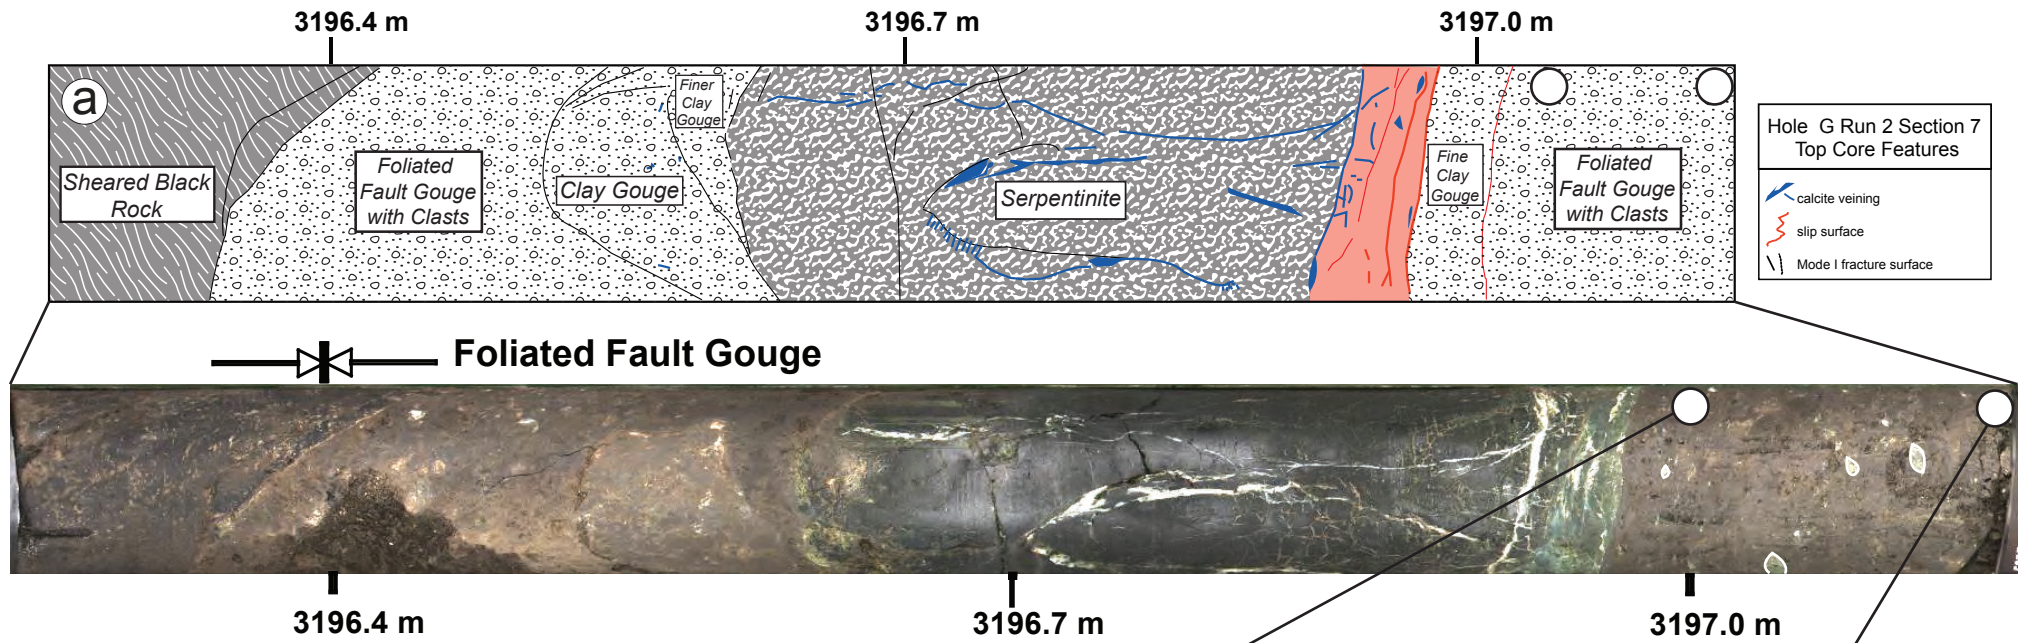 3196.4 m
3196.7 m
3197.0 m
a
Sheared Black
Rock
Foliated
Fault Gouge
with Clasts
Clay Gouge
Finer
Clay
Gouge
Serpentinite
Fine
Clay
Gouge
Foliated
Fault Gouge
with Clasts
Hole G Run 2 Section 7
Top Core Features
calcite veining
slip surface
Mode I fracture surface
Foliated Fault Gouge
3196.4 m
3196.7 m
3197.0 m